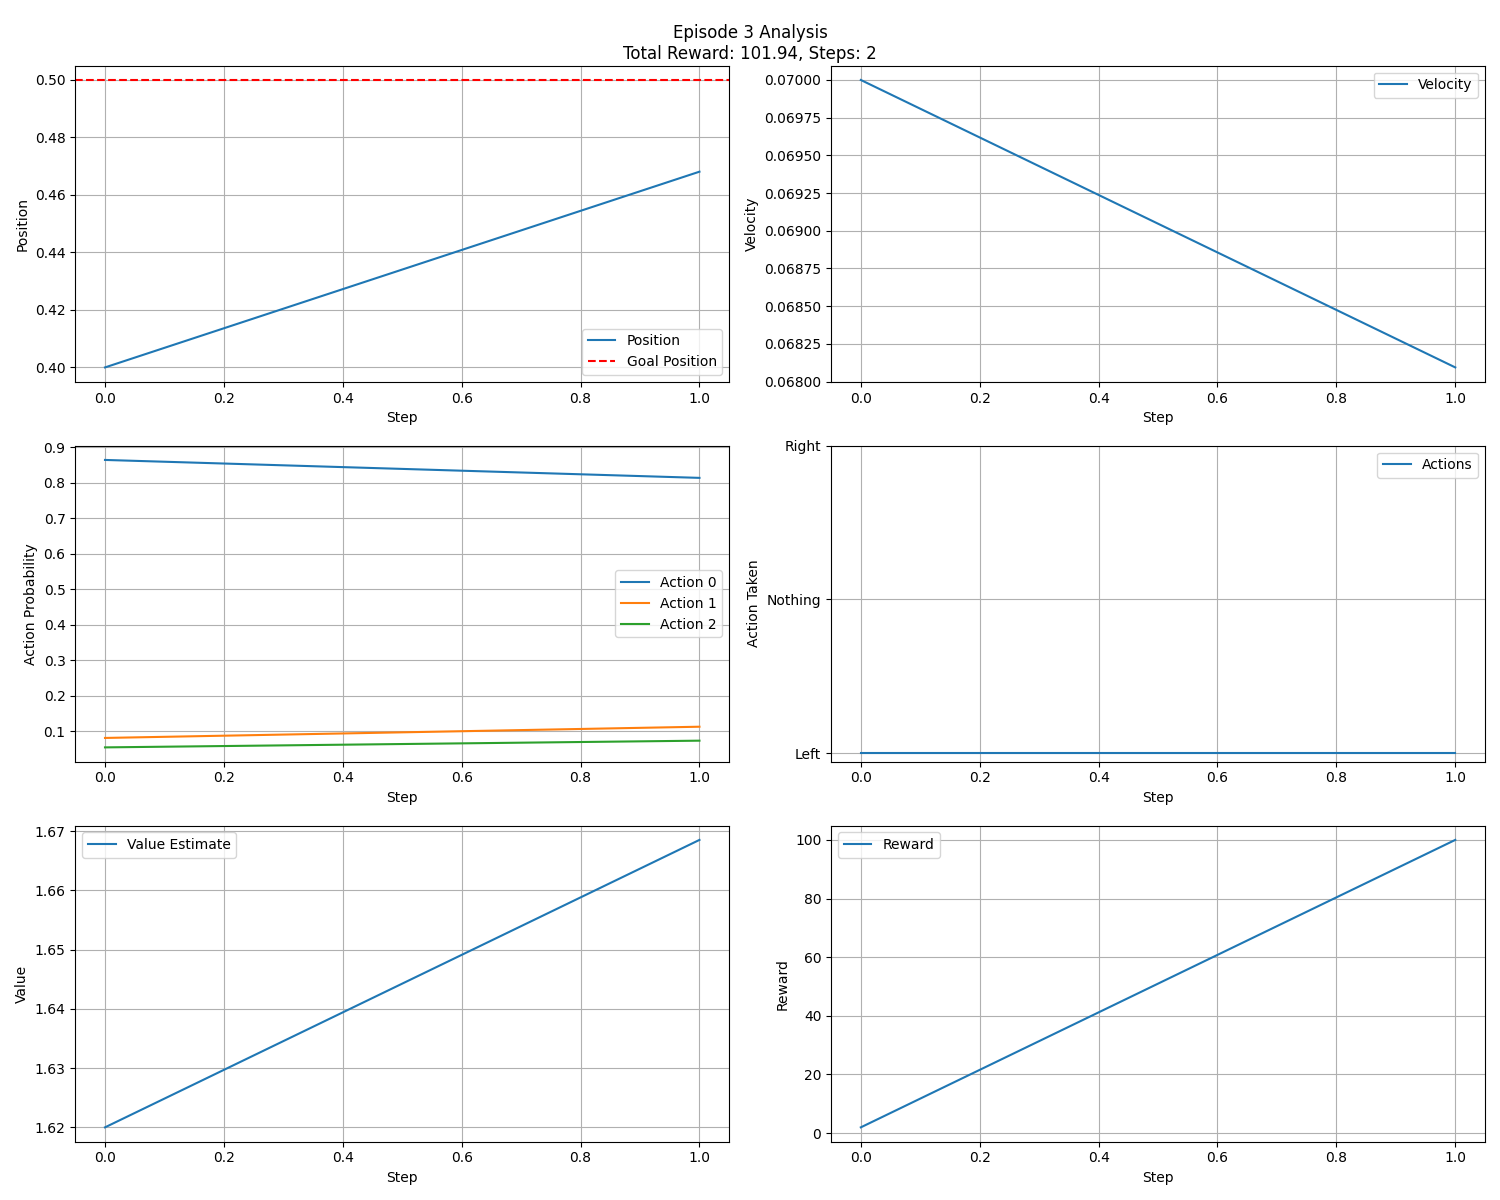 Episode 3 Analysis
Total Reward: 101.94, Steps: 2
0.50
0.48
0.46
0.44
0.42
0.40
Position
Position
Goal Position
0.0 0.2 0.4 0.6 0.8 1.0
Step
0.07000
0.06975
0.06950
0.06925
0.06900
0.06875
0.06850
0.06825
0.06800
Velocity
Velocity
0.0 0.2 0.4 0.6 0.8 1.0
Step
0.9
0.8
0.7
0.6
0.5
0.4
0.3
0.2
0.1
Action Probability
Action 0
Action 1
Action 2
0.0 0.2 0.4 0.6 0.8 1.0
Step
Right
Nothing
Left
Action Taken
Actions
0.0 0.2 0.4 0.6 0.8 1.0
Step
1.67
1.66
1.65
1.64
1.63
1.62
Value
Value Estimate
0.0 0.2 0.4 0.6 0.8 1.0
Step
100
80
60
40
20
0
Reward
Reward
0.0 0.2 0.4 0.6 0.8 1.0
Step